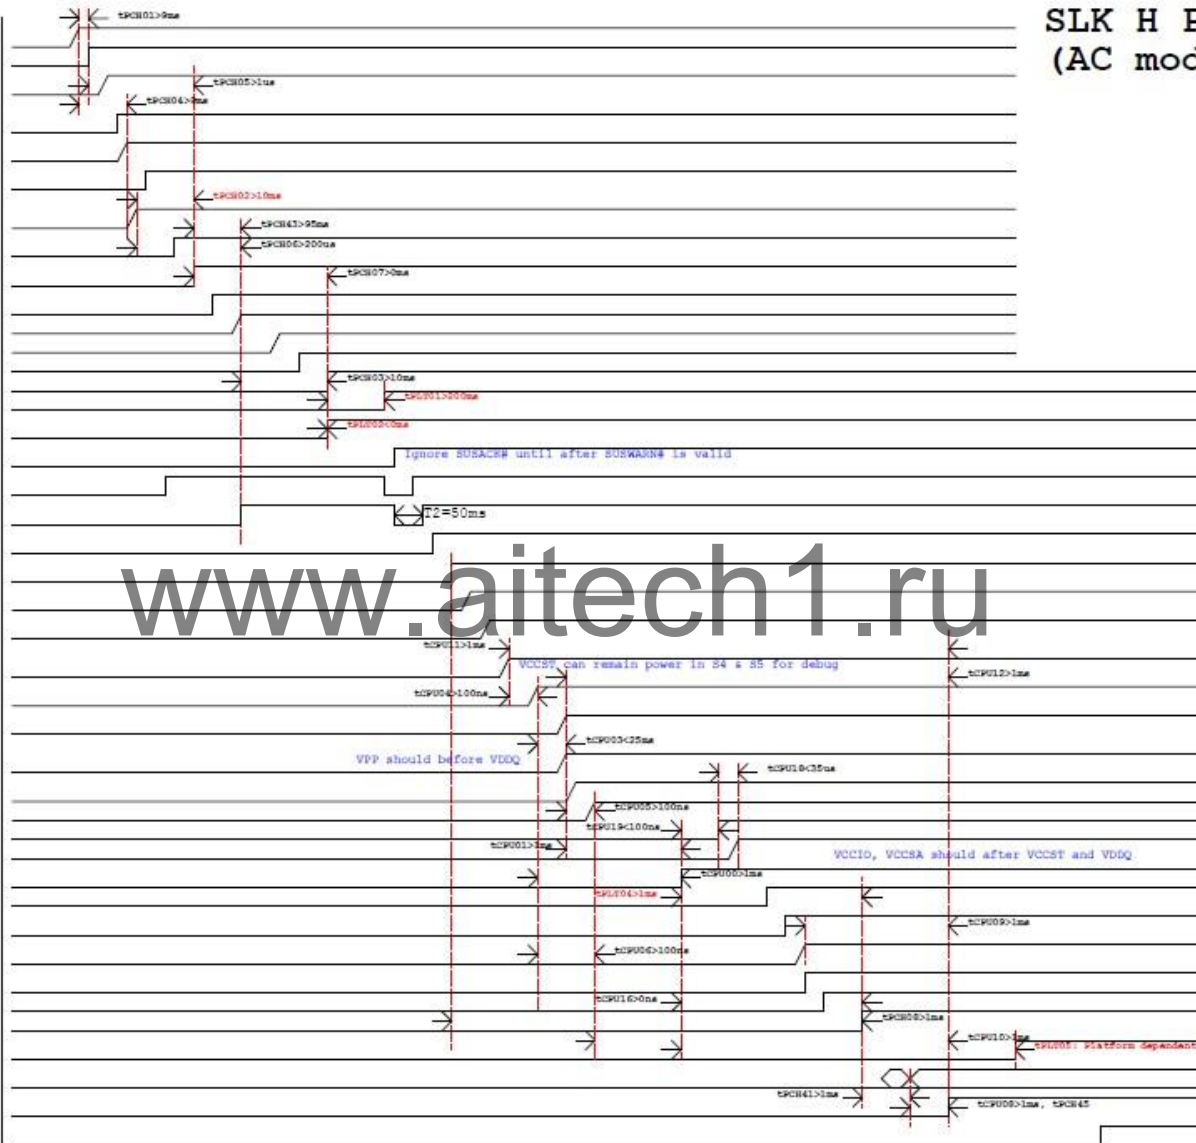 tPCH01>9ms
SLK H
(AC mod
tPCH05>1us
tPCH04>9ms
tPCH02>10ms
tPCH43>95ms
tPCH06>200us
tPCH07>0ms
tPCH03>10ms
tPLT01>200ms
tPLT02<0ms
Ignore SUSACK# until after SUSWARN# is valid
T2=50ms
www.aitech1.ru
tCPU11>1ms
VCCST can remain power in S4 & S5 for debug
tCPU12>1ms
tCPU04>100ns
tCPU03<25ms
VPP should before VDDQ
tCPU18<35us
tCPU05>100ns
tCPU19<100ns
tCPU01>1ms
VCCIO, VCCSA should after VCCST and VDDQ
tCPU00>1ms
tPLT04>1ms
tCPU09>1ms
tCPU06>100ns
tCPU16>0ns
tPCH08>1ms
tCPU10>1ms
tPLT05: Platform dependent
tPCH41>1ms
tCPU08>1ms, tPCH45